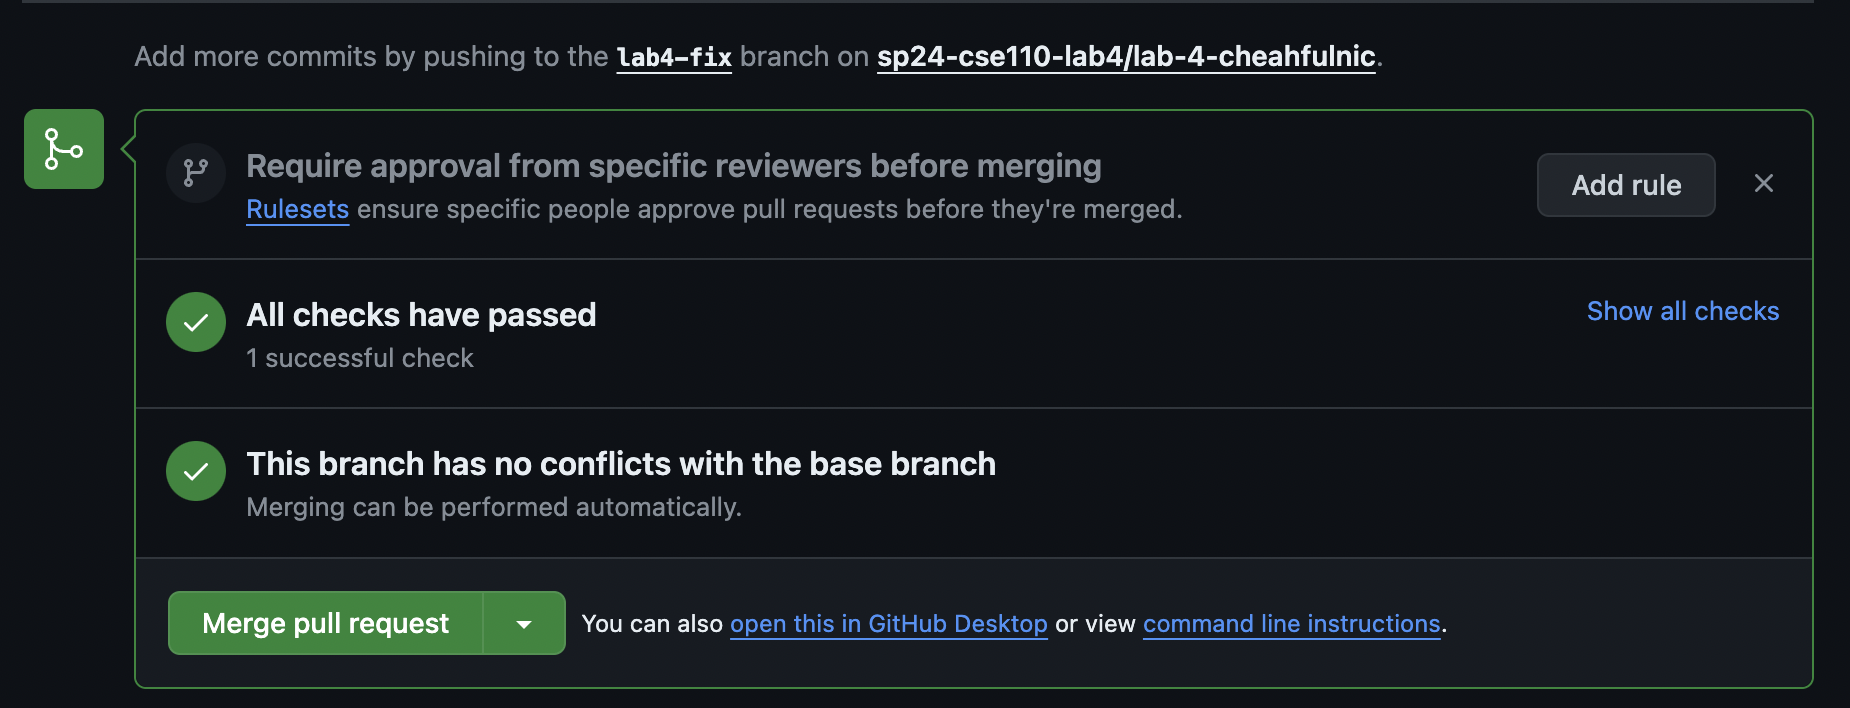 Add more commits by pushing to the lab4-fix branch on sp24-cse110-lab4/lab-4-cheahfulnic.
Require approval from specific reviewers before merging
Rulesets ensure specific people approve pull requests before they're merged.
Add rule
All checks have passed
1 successful check
Show all checks
This branch has no conflicts with the base branch
Merging can be performed automatically.
Merge pull request
You can also open this in GitHub Desktop or view command line instructions.